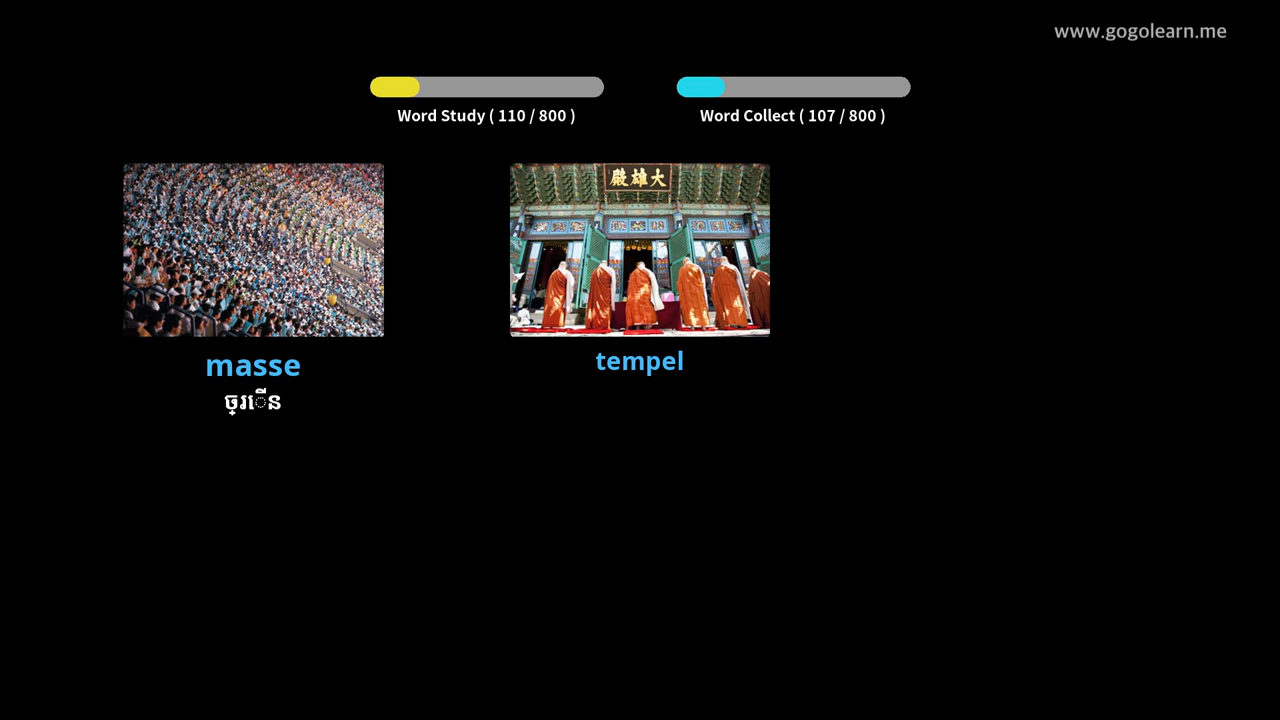 www.gogolearn.me
Word Study ( 110 / 800 )
Word Collect ( 107 / 800 )
大雄殿
masse
ច្រើន
tempel